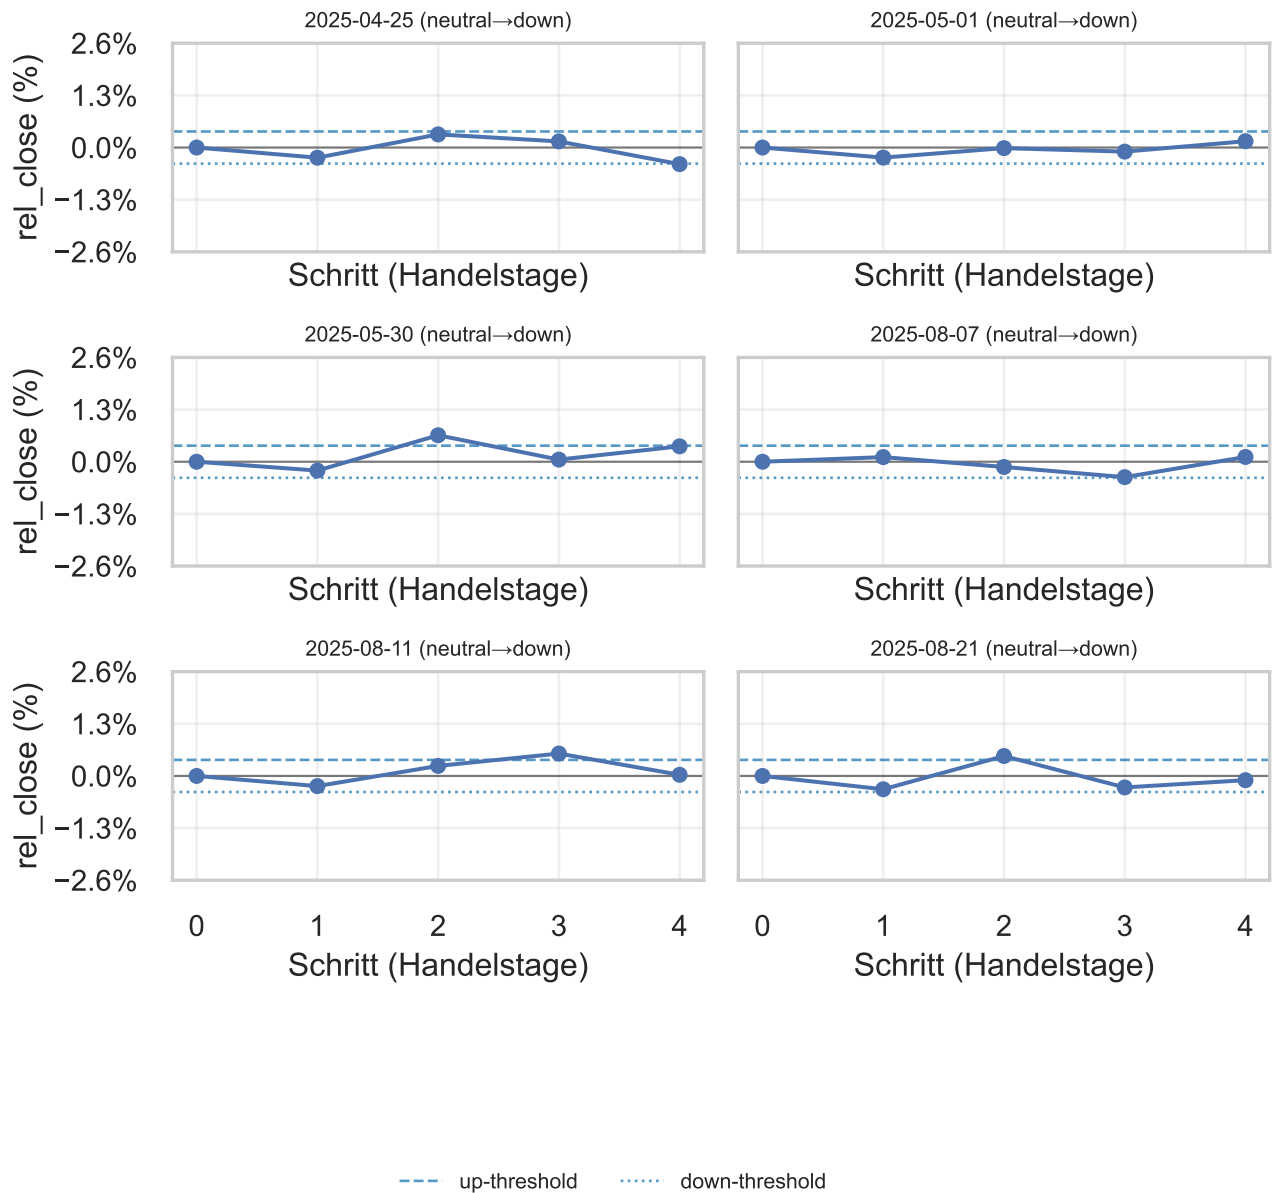 2025-04-25 (neutral→down)
2025-05-01 (neutral→down)
rel_close (%)
2.6%
1.3%
0.0%
−1.3%
−2.6%
Schritt (Handelstage)
Schritt (Handelstage)
2025-05-30 (neutral→down)
2025-08-07 (neutral→down)
rel_close (%)
2.6%
1.3%
0.0%
−1.3%
−2.6%
Schritt (Handelstage)
Schritt (Handelstage)
2025-08-11 (neutral→down)
2025-08-21 (neutral→down)
rel_close (%)
2.6%
1.3%
0.0%
−1.3%
−2.6%
0 1 2 3 4
0 1 2 3 4
Schritt (Handelstage)
Schritt (Handelstage)
up-threshold
down-threshold